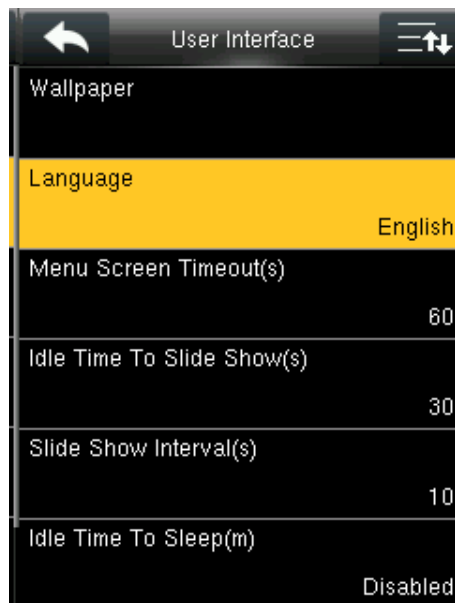 User Interface
Wallpaper
Language
English
Menu Screen Timeout(s)
60
Idle Time To Slide Show(s)
30
Slide Show Interval(s)
10
Idle Time To Sleep(m)
Disabled